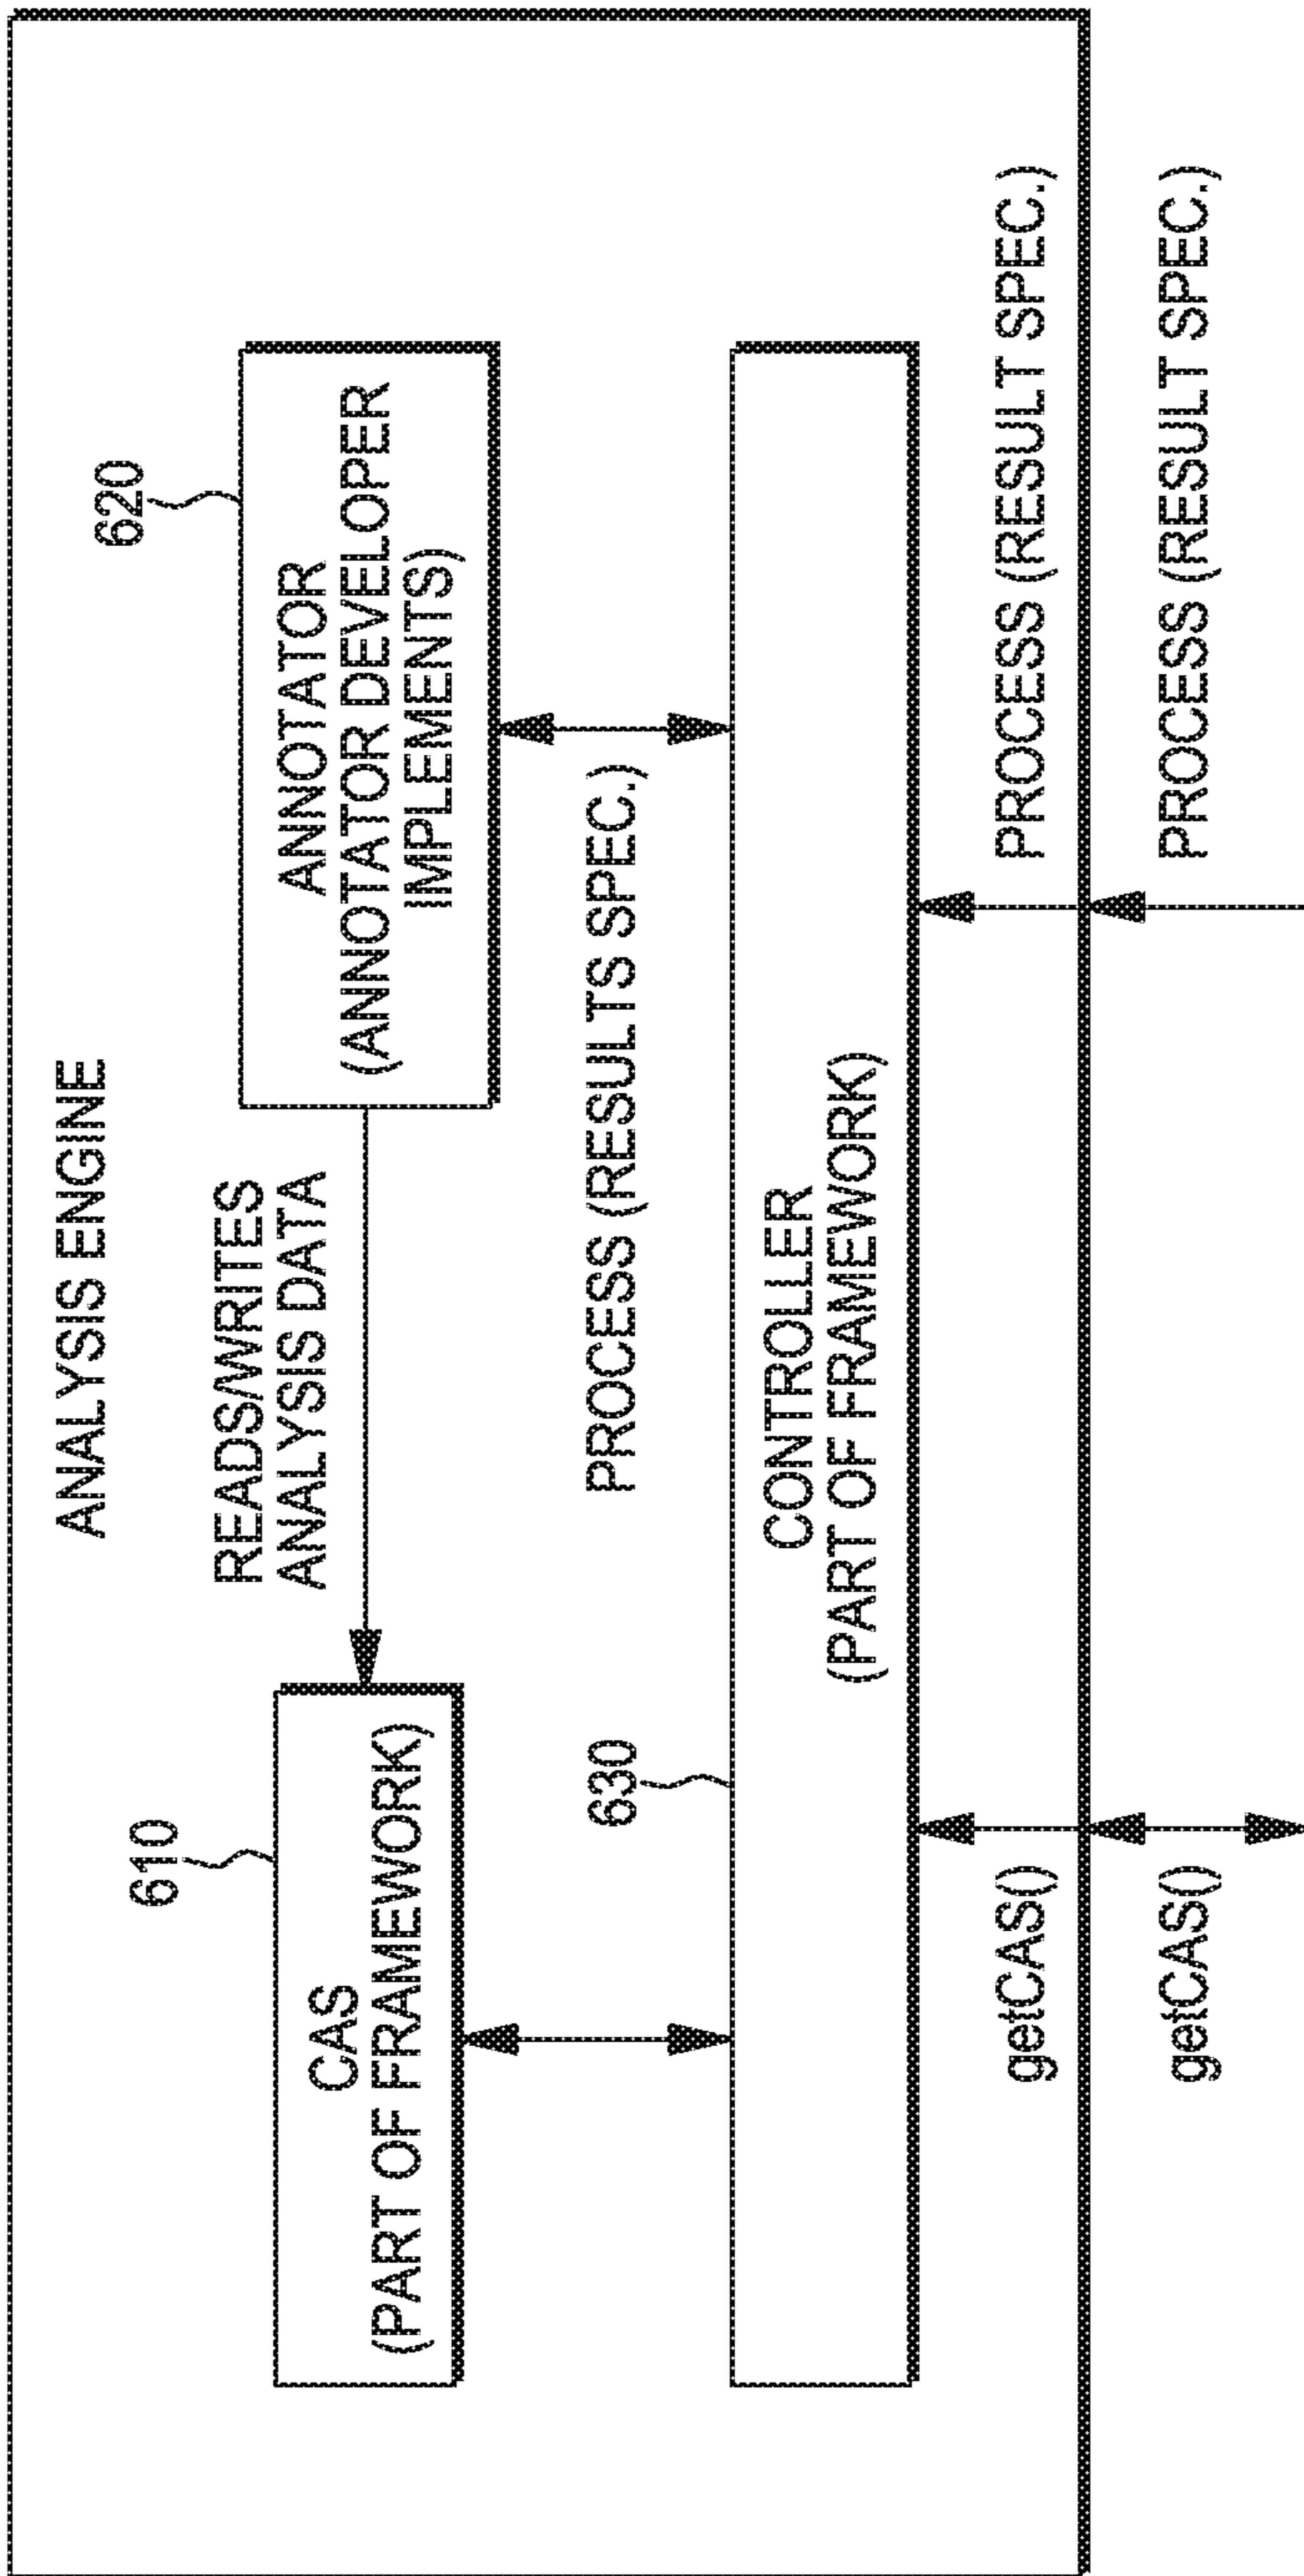 ANALYSIS ENGINE
610
CAS
(PART OF FRAMEWORK)
READS/WRITES
ANALYSIS DATA
620
ANNOTATOR
(ANNOTATOR DEVELOPER
IMPLEMENTS)
PROCESS (RESULTS SPEC.)
630
CONTROLLER
(PART OF FRAMEWORK)
getCAS()
PROCESS (RESULT SPEC.)
getCAS()
PROCESS (RESULT SPEC.)